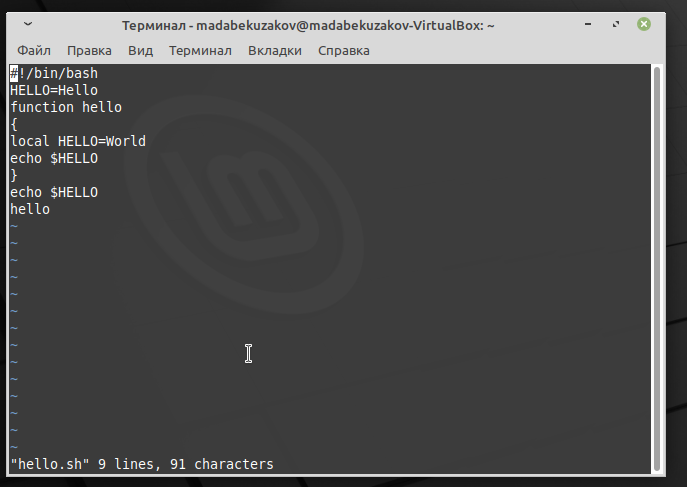 Терминал - madabekuzakov@madabekuzakov-VirtualBox: ~
Файл Правка Вид Терминал Вкладки Справка
#!/bin/bash
HELLO=Hello
function hello
{
local HELLO=World
echo $HELLO
}
echo $HELLO
hello
~
~
~
~
~
~
~
~
~
~
~
~
~
~
"hello.sh" 9 lines, 91 characters